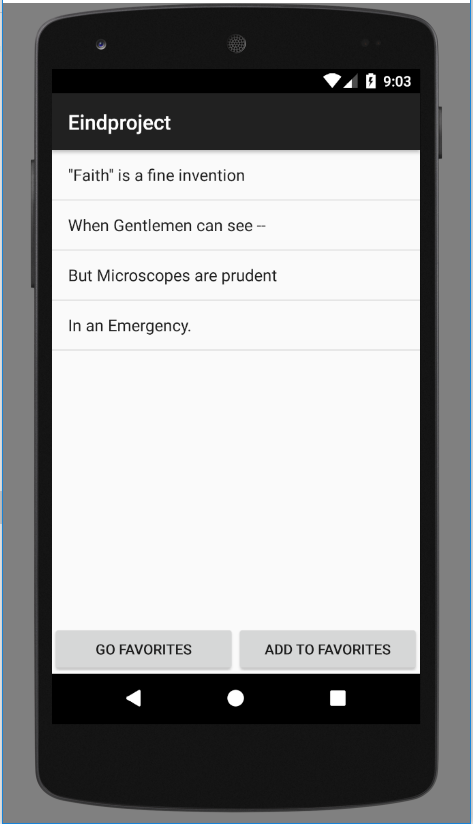 9:03
Eindproject
"Faith" is a fine invention
When Gentlemen can see --
But Microscopes are prudent
In an Emergency.
GO FAVORITES
ADD TO FAVORITES